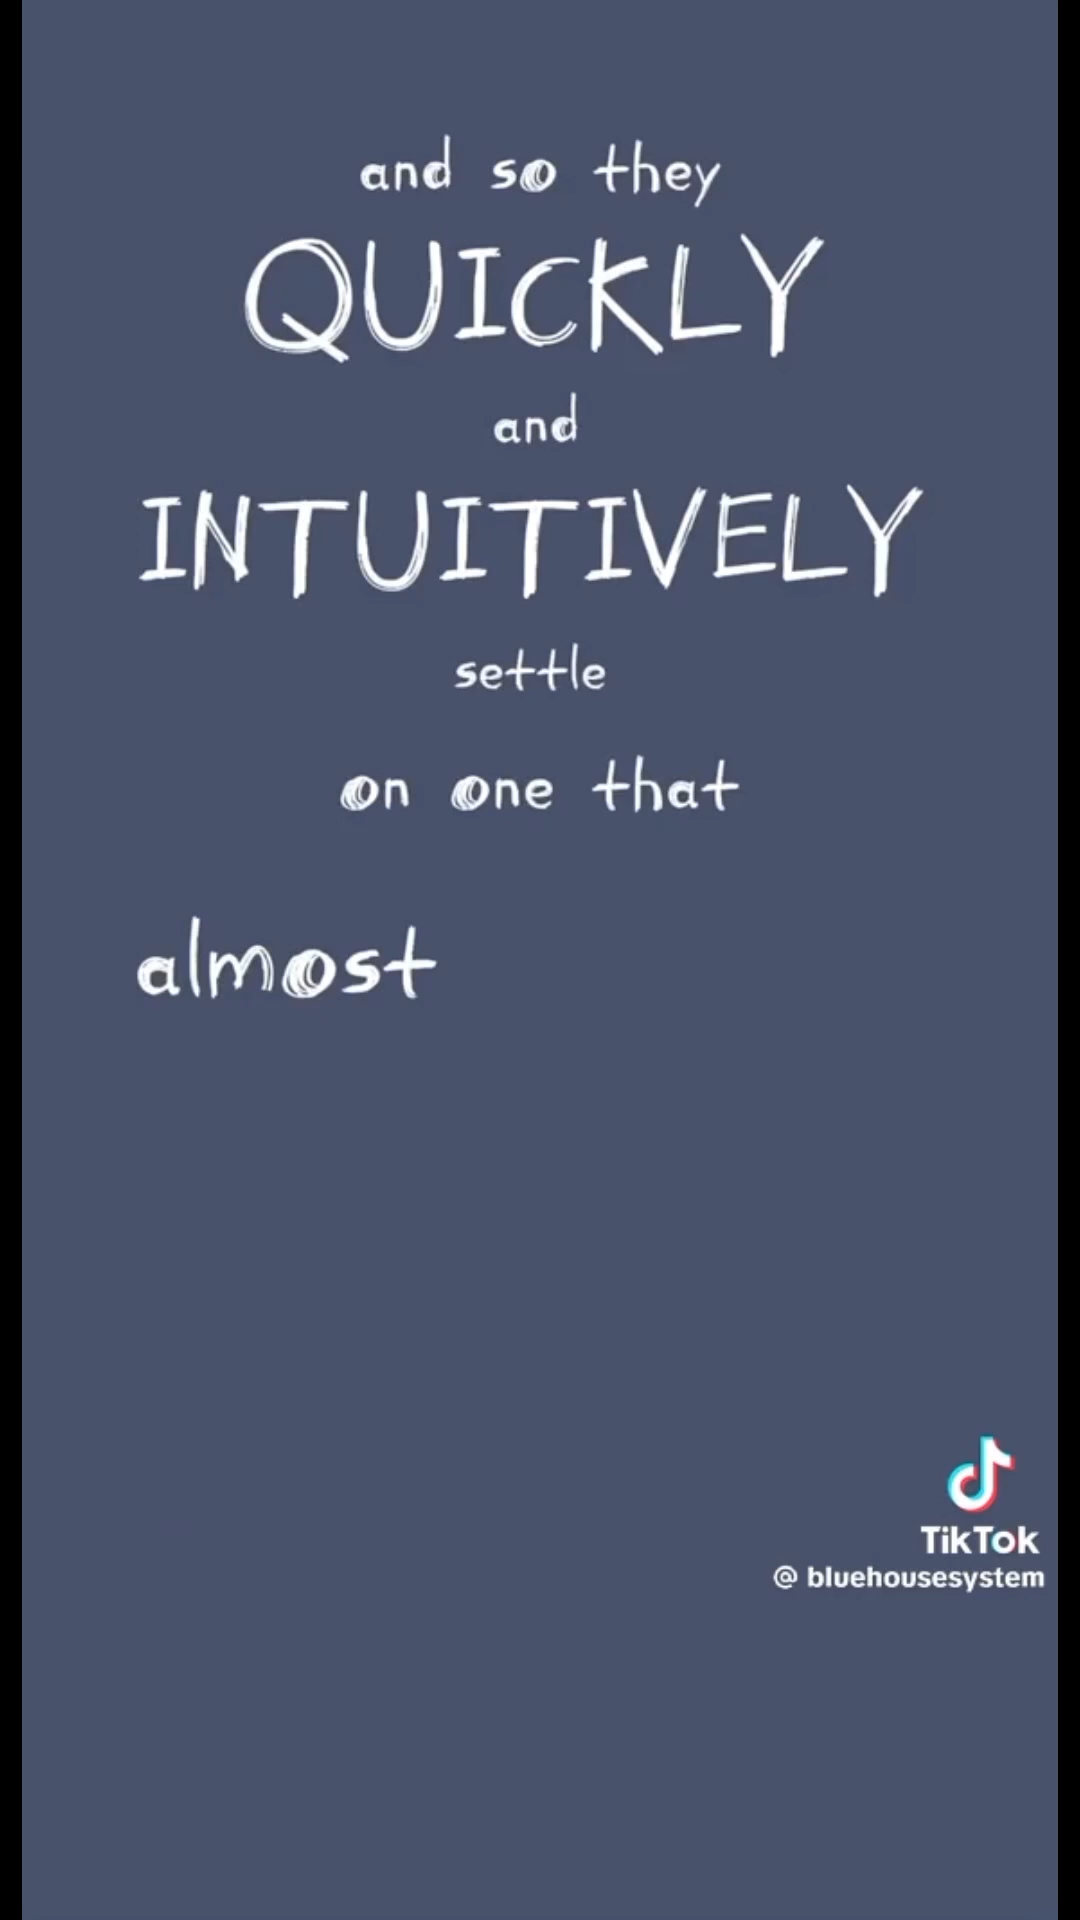 and so they
QUICKLY
and
INTUITIVELY
settle
on one that
almost
TikTok
@ bluehousesystem